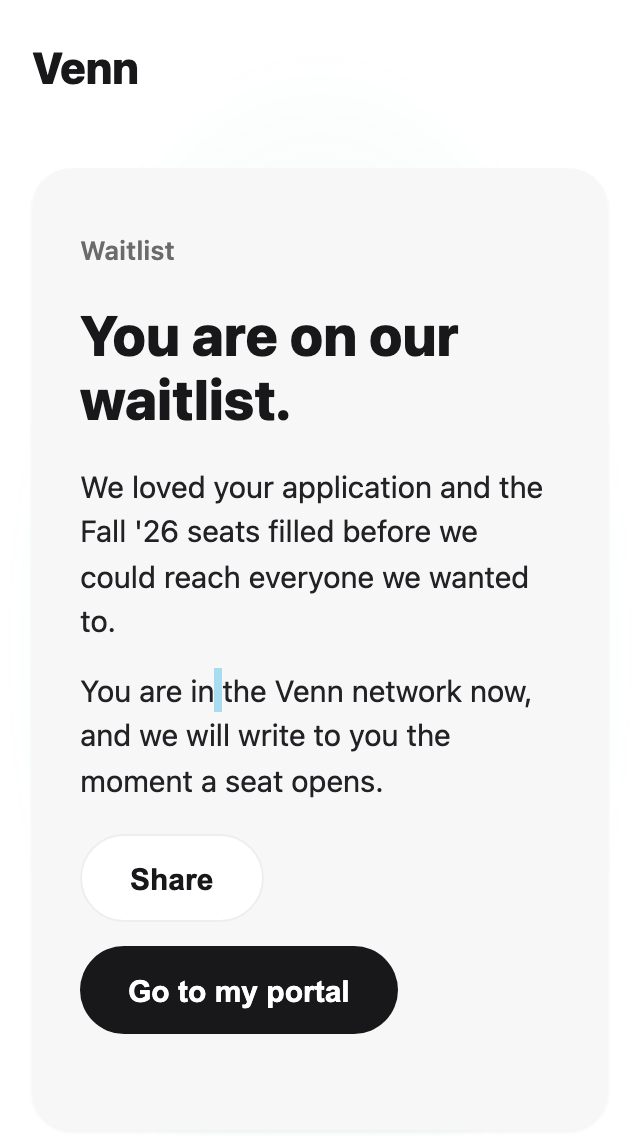 Venn
Waitlist
You are on our
waitlist.
We loved your application and the
Fall '26 seats filled before we
could reach everyone we wanted
to.
You are in the Venn network now,
and we will write to you the
moment a seat opens.
Share
Go to my portal